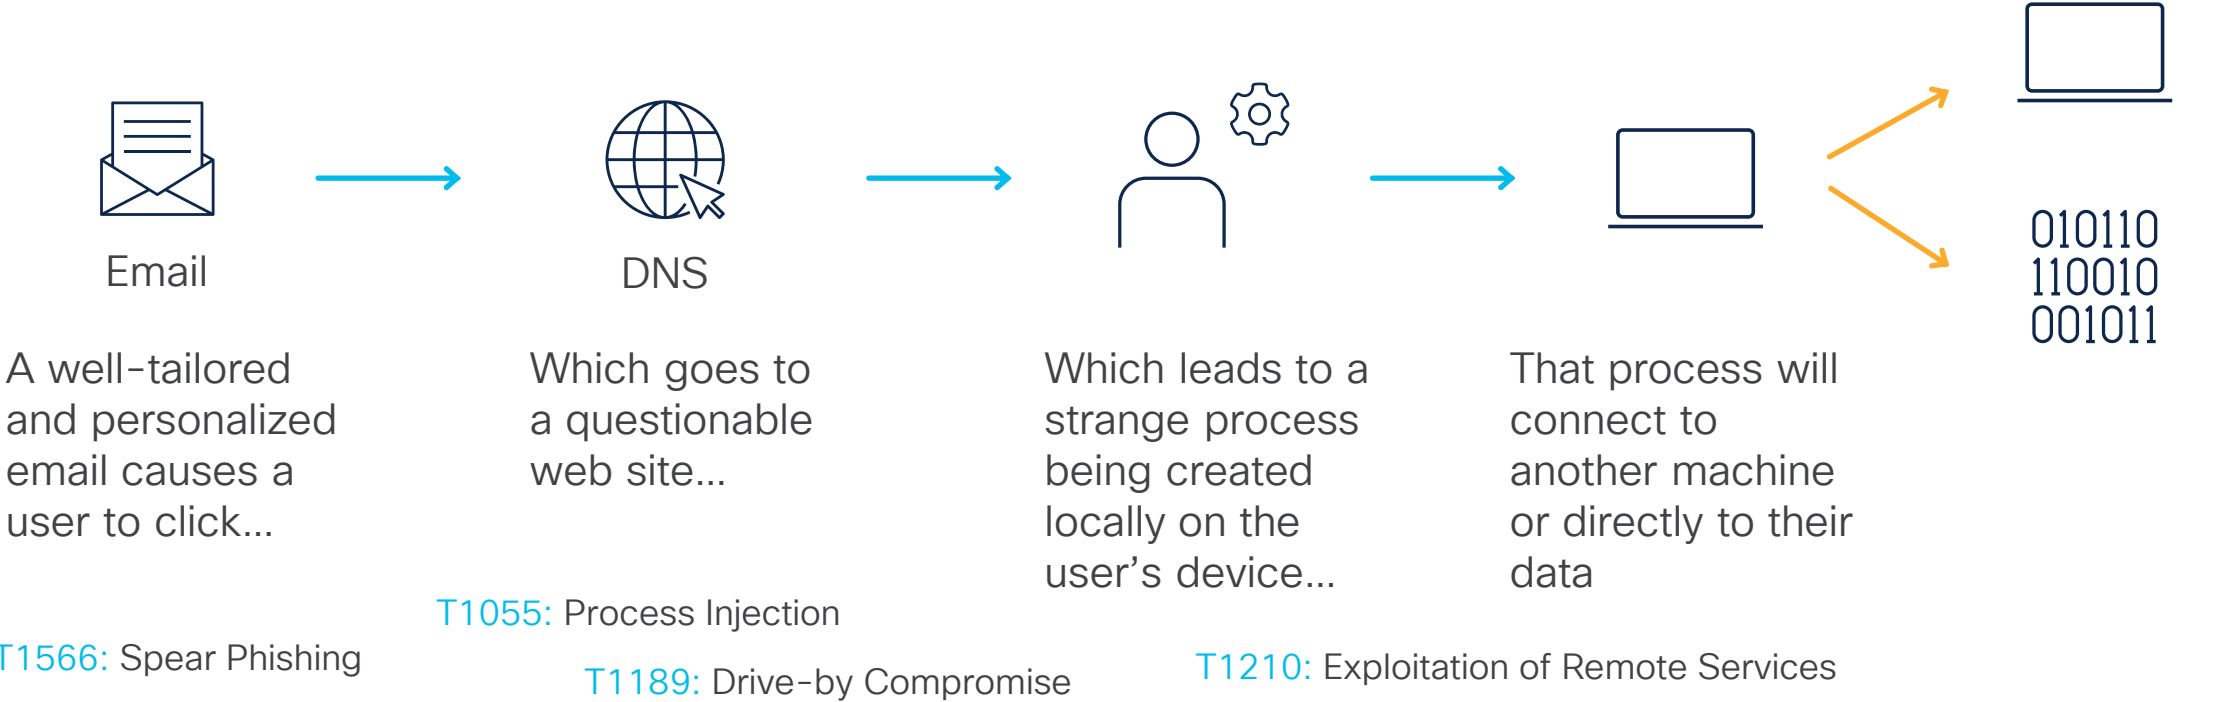 Email
DNS
010110
110010
001011
A well-tailored
and personalized
email causes a
user to click...
Which goes to
a questionable
web site...
Which leads to a
strange process
being created
locally on the
user's device...
That process will
connect to
another machine
or directly to their
data
T1055: Process Injection
T1566: Spear Phishing
T1189: Drive-by Compromise
T1210: Exploitation of Remote Services